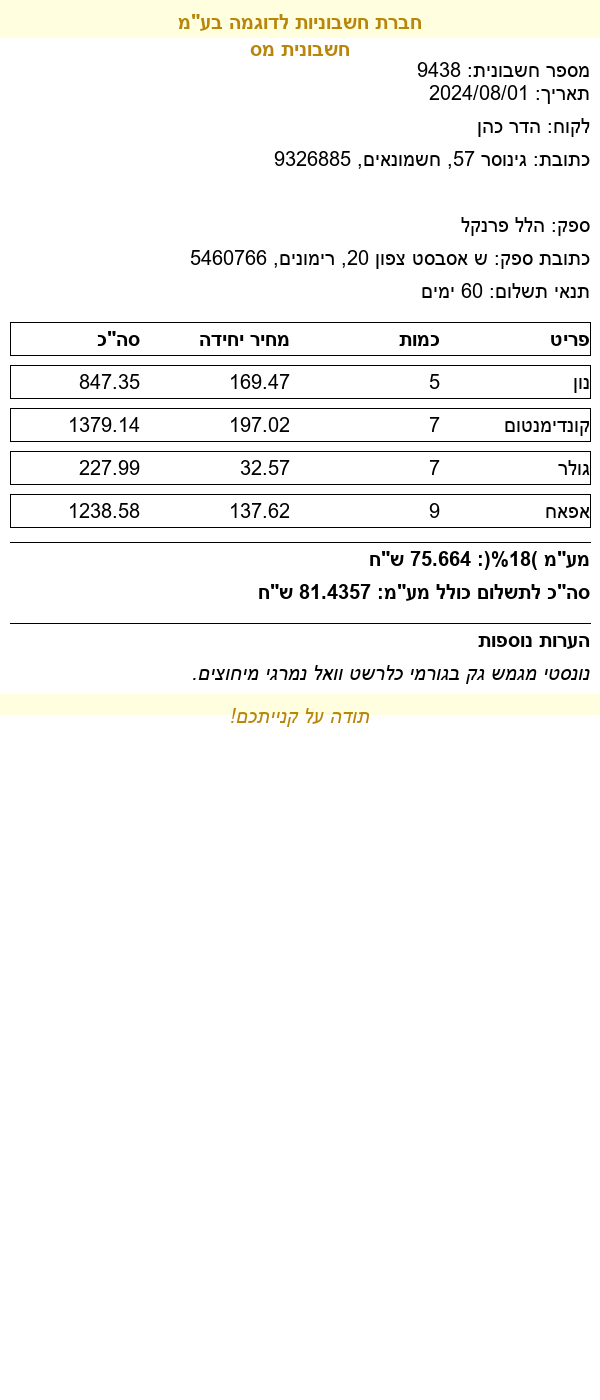 חברת חשבוניות לדוגמה בע"מ
חשבונית מס
מספר חשבונית: 9438
תאריך: 2024/08/01
לקוח: הדר כהן
כתובת: גינוסר 57, חשמונאים, 9326885
ספק: הלל פרנקל
כתובת ספק: ש אסבסט צפון 20, רימונים, 5460766
תנאי תשלום: 60 ימים
פריט כמות מחיר יחידה סה"כ
נון 5 169.47 847.35
קונדימנטום 7 197.02 1379.14
גולר 7 32.57 227.99
אפאח 9 137.62 1238.58
מע"מ )18%(: 75.664 ש"ח
סה"כ לתשלום כולל מע"מ: 81.4357 ש"ח
הערות נוספות
נונסטי מגמש גק בגורמי כלרשט וואל נמרגי מיחוצים.
תודה על קנייתכם!